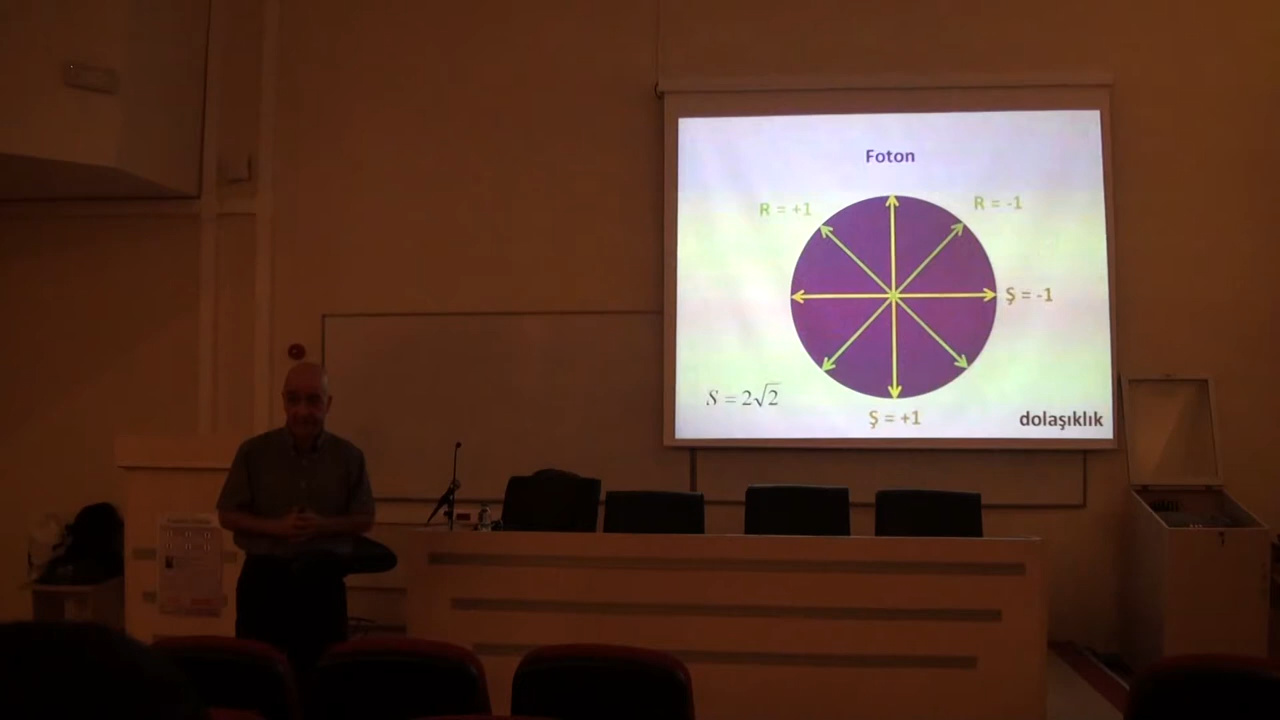 Foton
R = +1
R = -1
Ş = -1
S = 2√2
Ş = +1
dolaşıklık